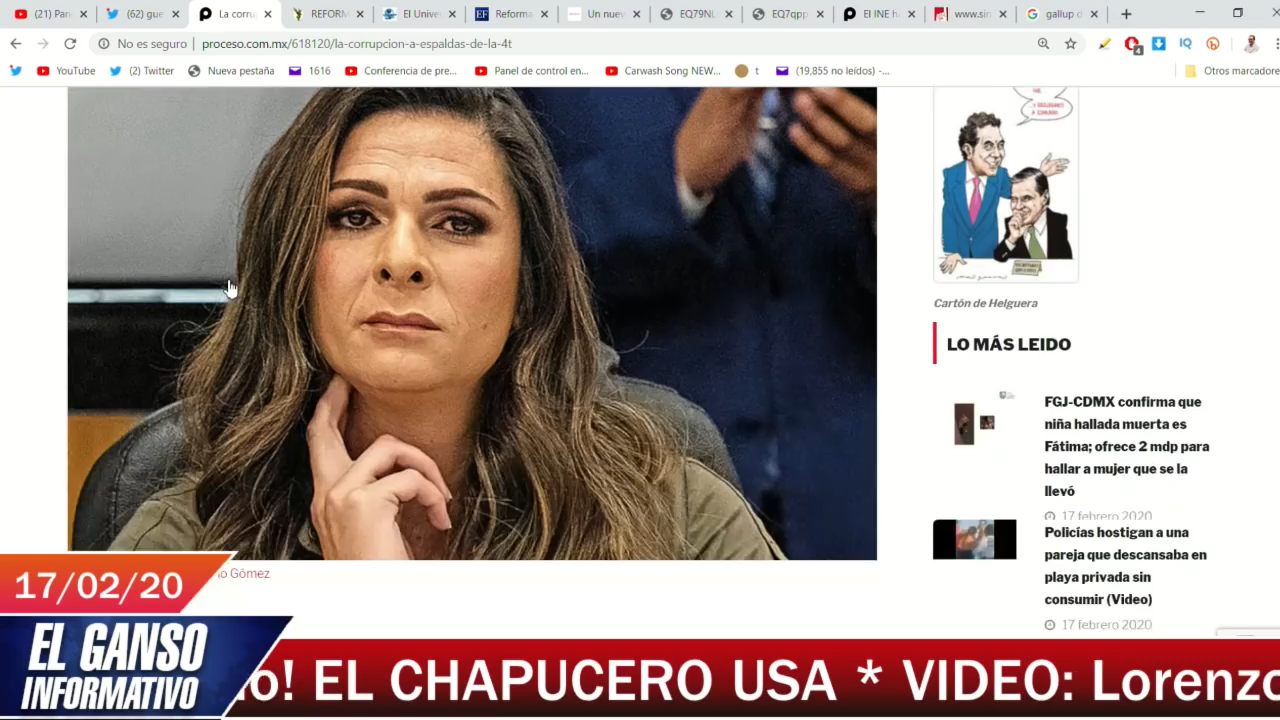 (21) Pan
(62) gue
La corru
REFORM
El Unive
Reforma
Un nuev
EQ79NL
EQ7qpp
El INE h
www.sin
gallup d
No es seguro
proceso.com.mx/618120/la-corrupcion-a-espaldas-de-la-4t
YouTube
(2) Twitter
Nueva pestaña
1616
Conferencia de pre...
Panel de control en...
Carwash Song NEW...
t
(19,855 no leídos) -...
Otros marcadores
Cartón de Helguera
LO MÁS LEIDO
FGJ-CDMX confirma que
niña hallada muerta es
Fátima; ofrece 2 mdp para
hallar a mujer que se la
llevó
17 febrero 2020
Policías hostigan a una
pareja que descansaba en
playa privada sin
consumir (Video)
17 febrero 2020
Gómez
17/02/20
EL GANSO
INFORMATIVO
o! EL CHAPUCERO USA * VIDEO: Lorenzo